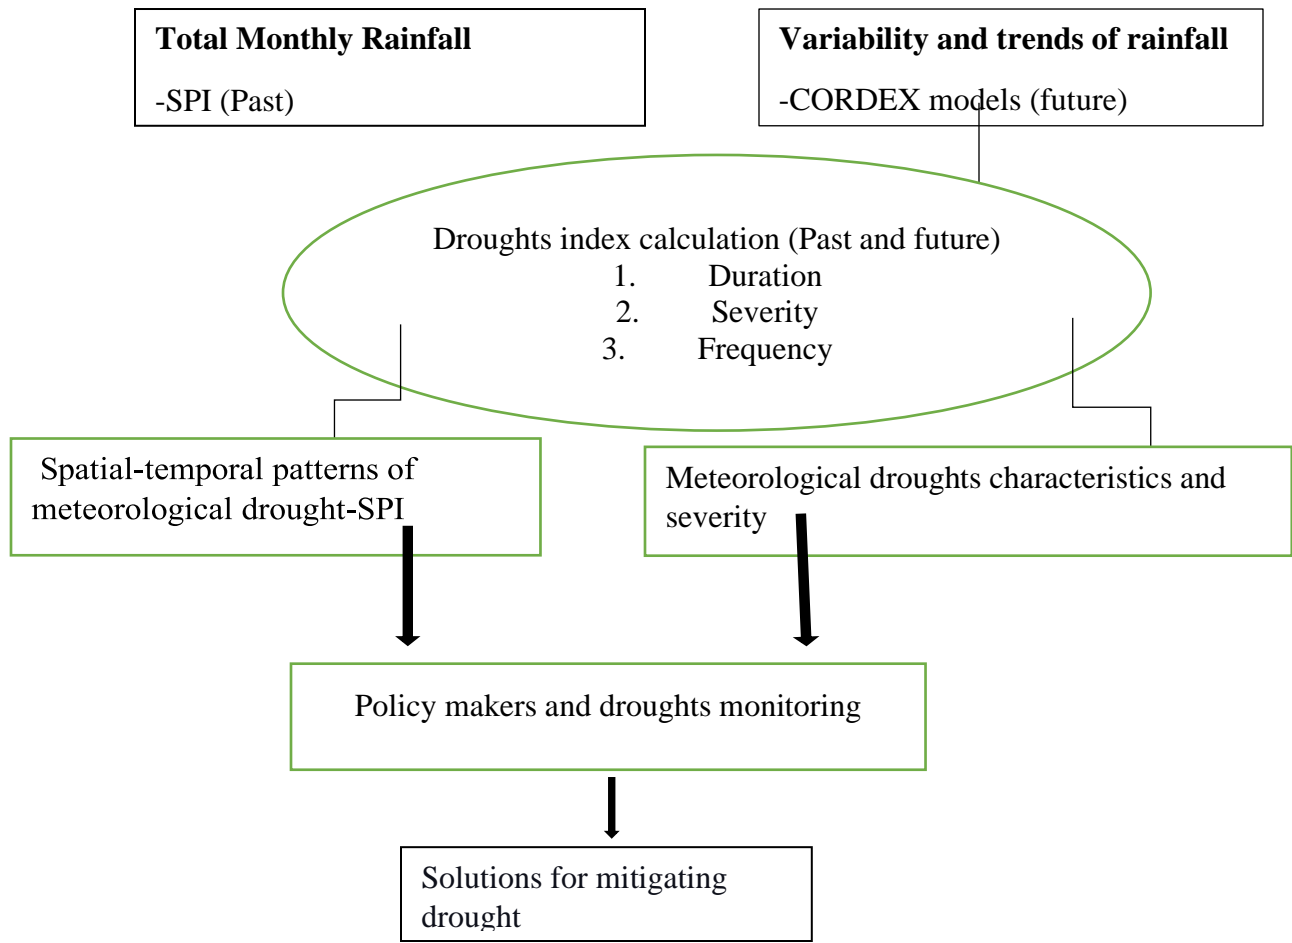 Total Monthly Rainfall
-SPI (Past)
Variability and trends of rainfall
-CORDEX models (future)
Droughts index calculation (Past and future)
1. Duration
2. Severity
3. Frequency
Spatial-temporal patterns of
meteorological drought-SPI
Meteorological droughts characteristics and
severity
Policy makers and droughts monitoring
Solutions for mitigating
drought